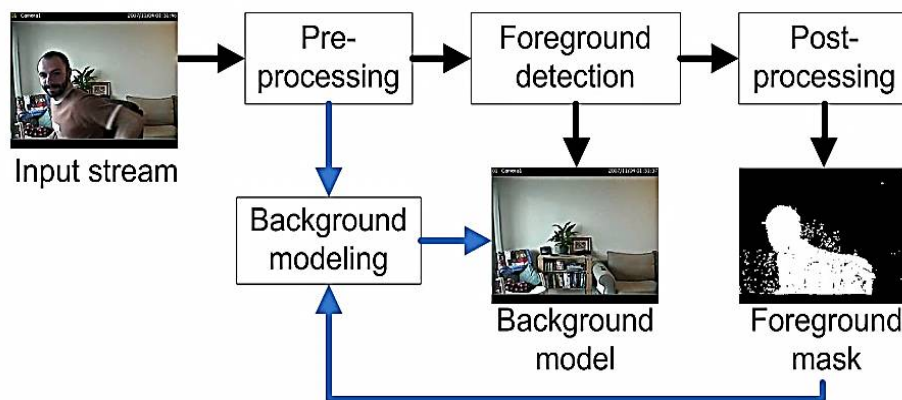 Pre-
processing
Foreground
detection
Post-
processing
Input stream
Background
modeling
Background
model
Foreground
mask